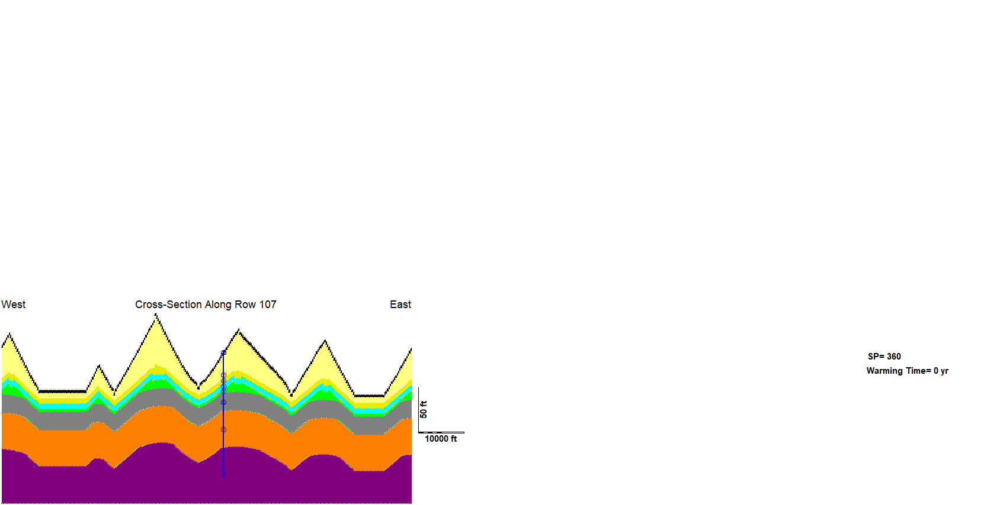 West Cross-Section Along Row 107 East
SP= 360
Warming Time= 0 yr
50 ft
10000 ft